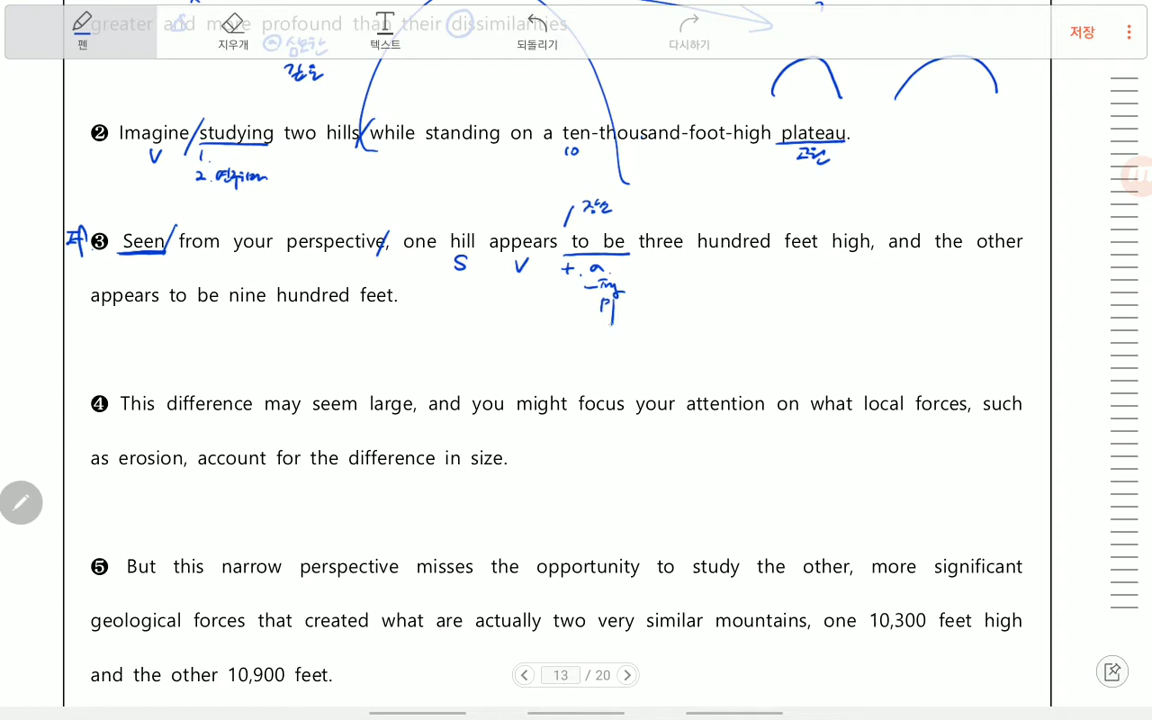 greater and more profound than their dissimilarities.
펜
지우개
텍스트
되돌리기
다시하기
저장
❷ Imagine studying two hills while standing on a ten-thousand-foot-high plateau.
V
1.
10
고원
2.
❸ Seen from your perspective, one hill appears to be three hundred feet high, and the other
S
V
+. a.
-ing
appears to be nine hundred feet.
❹ This difference may seem large, and you might focus your attention on what local forces, such
as erosion, account for the difference in size.
❺ But this narrow perspective misses the opportunity to study the other, more significant
geological forces that created what are actually two very similar mountains, one 10,300 feet high
and the other 10,900 feet.
13 / 20